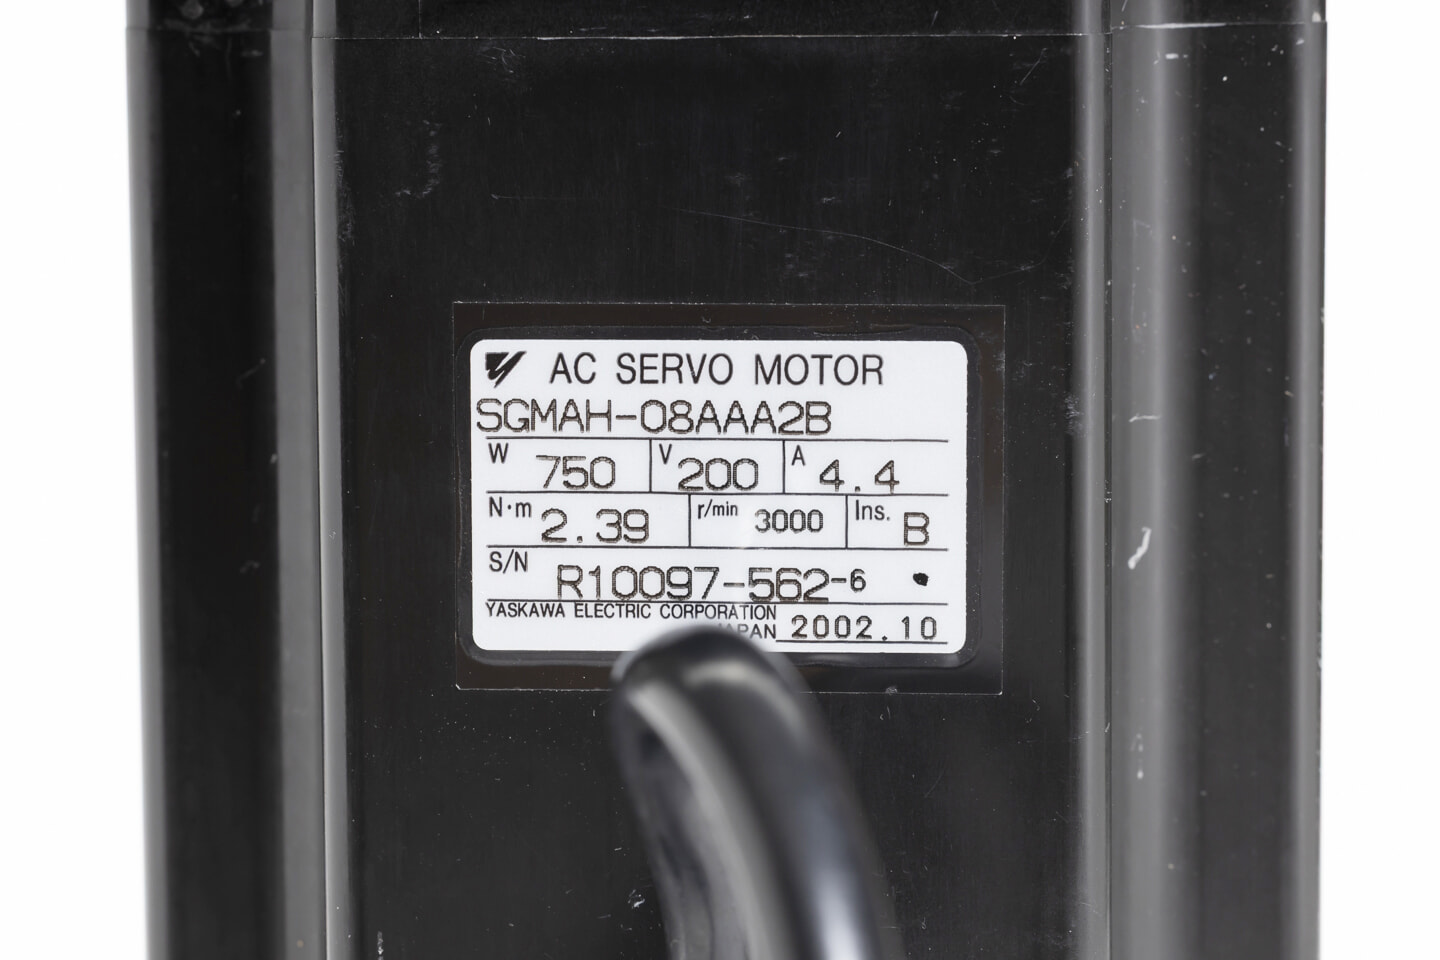 AC SERVO MOTOR
SGMAH-08AAA2B
W 750 V 200 A 4.4
N·m 2.39 r/min 3000 Ins. B
S/N R10097-562-6
YASKAWA ELECTRIC CORPORATION
JAPAN 2002.10